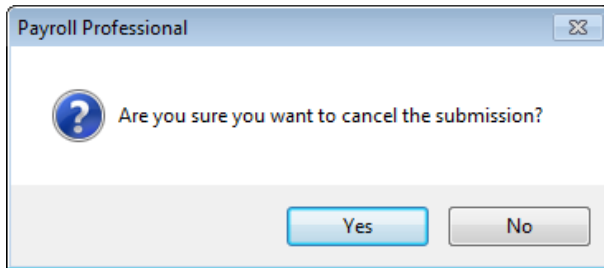 Payroll Professional
Are you sure you want to cancel the submission?
Yes No